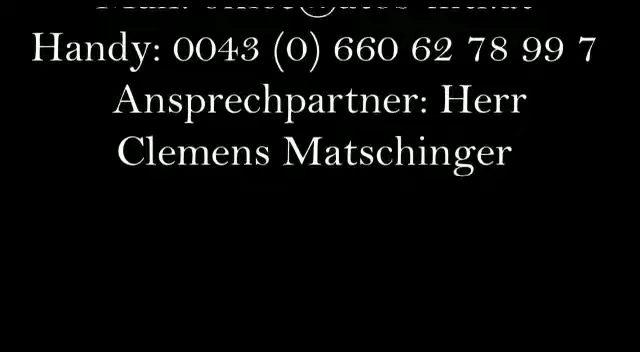 Handy: 0043 (0) 660 62 78 99 7
Ansprechpartner: Herr
Clemens Matschinger